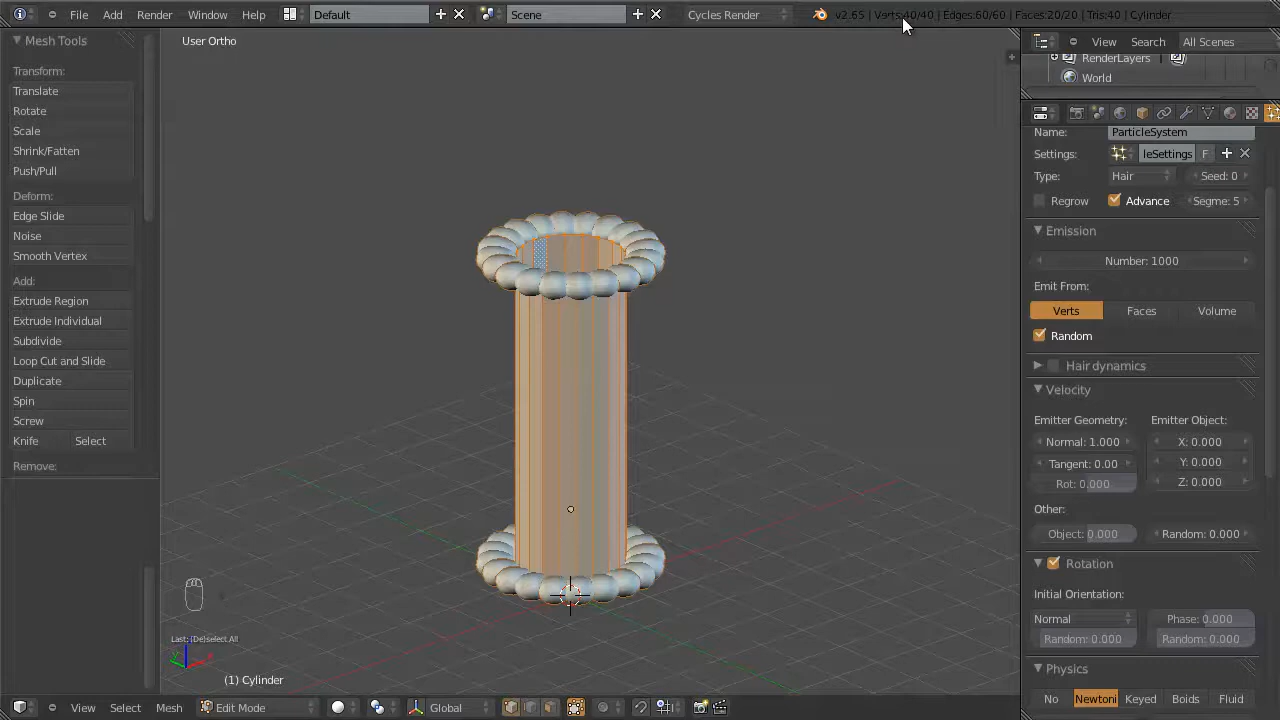 File Add Render Window Help Default Scene Cycles Render v2.65 | Verts:40/40 | Edges:60/60 | Faces:20/20 | Tris:40 | Cylinder
Mesh Tools
Transform:
Translate
Rotate
Scale
Shrink/Fatten
Push/Pull
Deform:
Edge Slide
Noise
Smooth Vertex
Add:
Extrude Region
Extrude Individual
Subdivide
Loop Cut and Slide
Duplicate
Spin
Screw
Knife Select
Remove:
User Ortho
Last: (De)select All
Y
(1) Cylinder
View Select Mesh Edit Mode Global
View Search All Scenes
RenderLayers
World
Name: ParticleSystem
Settings: leSettings F
Type: Hair Seed: 0
Regrow Advance Segme: 5
Emission
Number: 1000
Emit From:
Verts Faces Volume
Random
Hair dynamics
Velocity
Emitter Geometry: Emitter Object:
Normal: 1.000 X: 0.000
Tangent: 0.00 Y: 0.000
Rot: 0.000 Z: 0.000
Other:
Object: 0.000 Random: 0.000
Rotation
Initial Orientation:
Normal Phase: 0.000
Random: 0.000 Random: 0.000
Physics
No Newtoni Keyed Boids Fluid